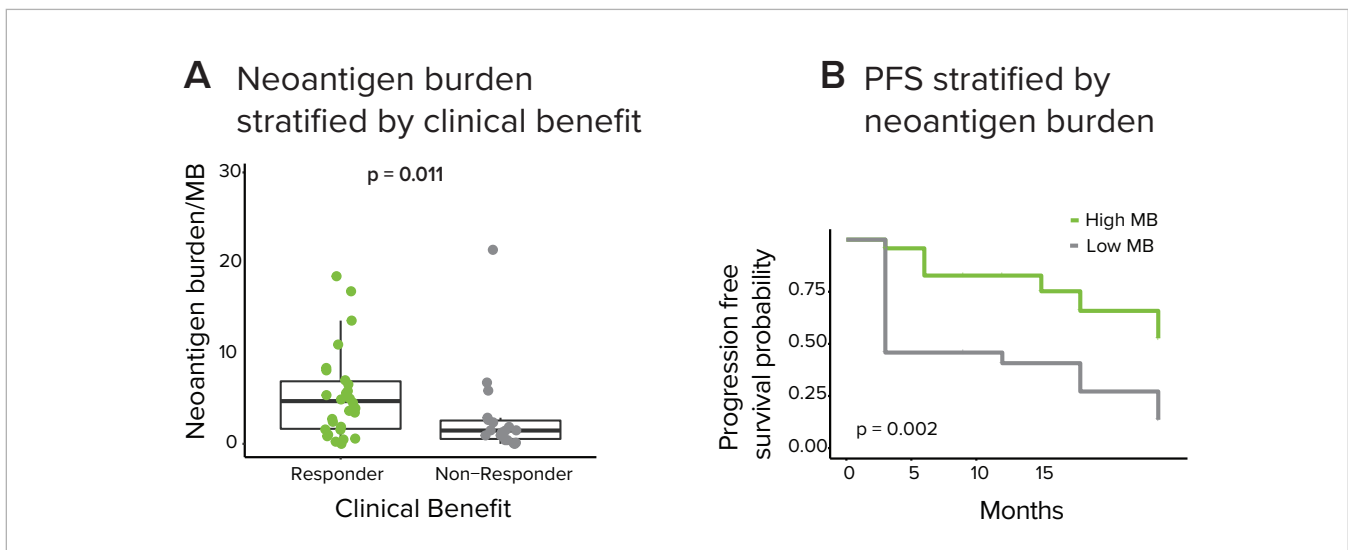 A Neoantigen burden
stratified by clinical benefit
Neoantigen burden/MB
30
20
10
0
p = 0.011
Responder
Non–Responder
Clinical Benefit
B PFS stratified by
neoantigen burden
Progression free
survival probability
High MB
Low MB
0.75
0.50
0.25
0.00
p = 0.002
0 5 10 15
Months